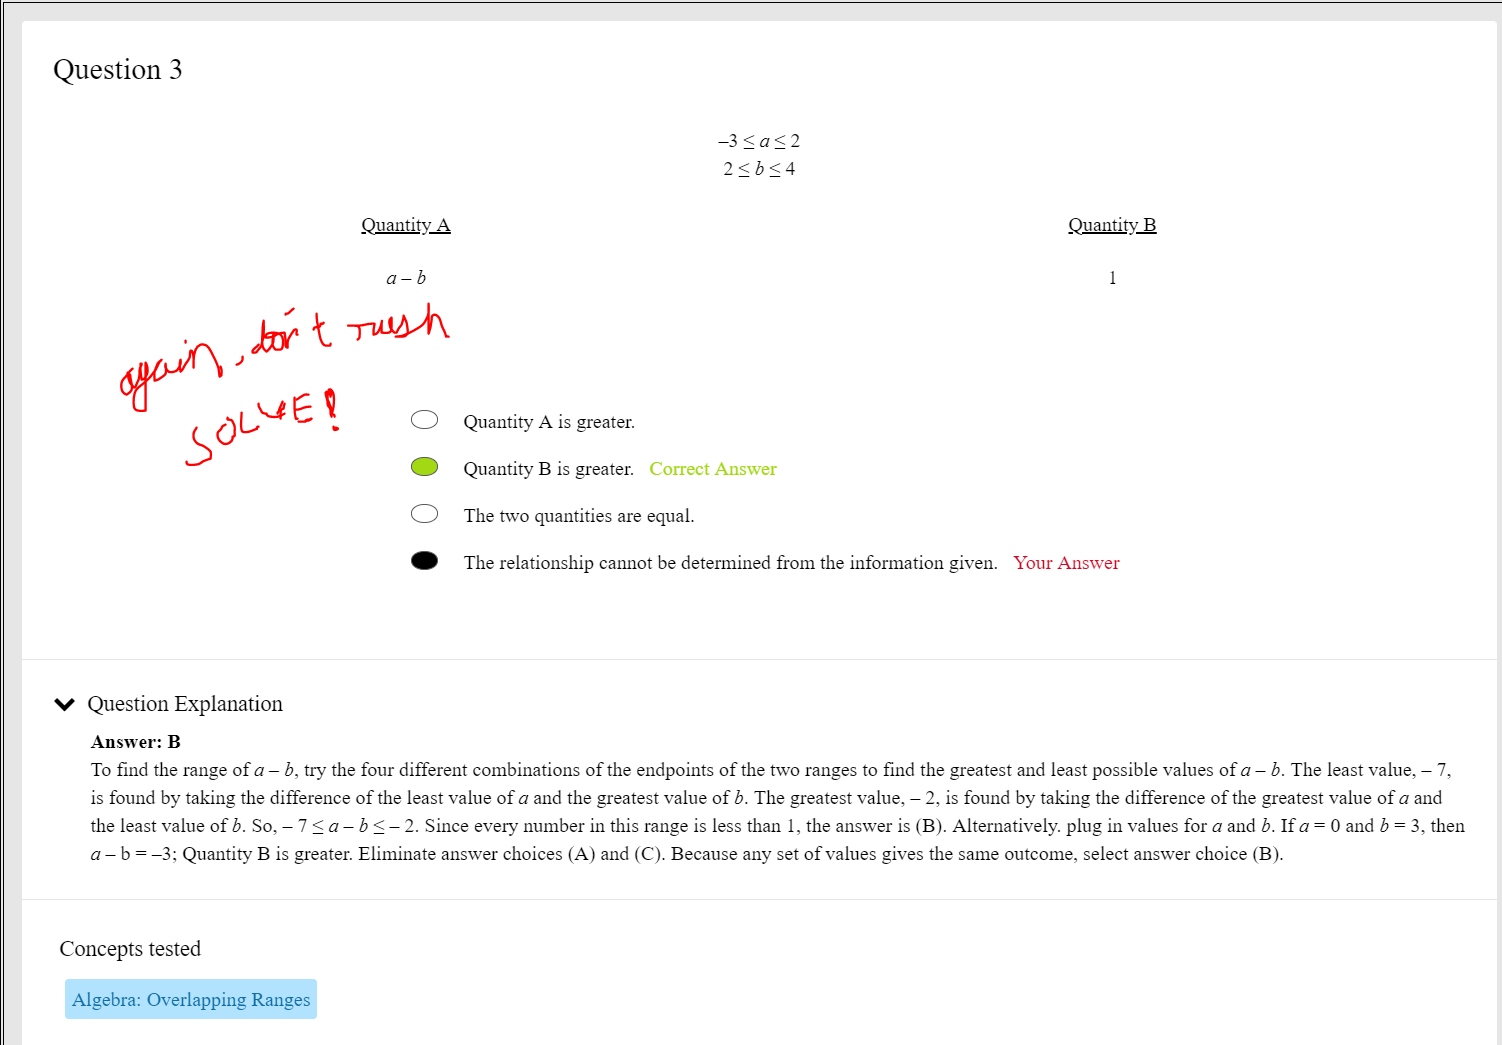 Question 3
–3 ≤ a ≤ 2
2 ≤ b ≤ 4
Quantity A
Quantity B
a – b
1
again, don't rush
SOLVE!
Quantity A is greater.
Quantity B is greater. Correct Answer
The two quantities are equal.
The relationship cannot be determined from the information given. Your Answer
Question Explanation
Answer: B
To find the range of a – b, try the four different combinations of the endpoints of the two ranges to find the greatest and least possible values of a – b. The least value, – 7,
is found by taking the difference of the least value of a and the greatest value of b. The greatest value, – 2, is found by taking the difference of the greatest value of a and
the least value of b. So, – 7 ≤ a – b ≤ – 2. Since every number in this range is less than 1, the answer is (B). Alternatively. plug in values for a and b. If a = 0 and b = 3, then
a – b = –3; Quantity B is greater. Eliminate answer choices (A) and (C). Because any set of values gives the same outcome, select answer choice (B).
Concepts tested
Algebra: Overlapping Ranges